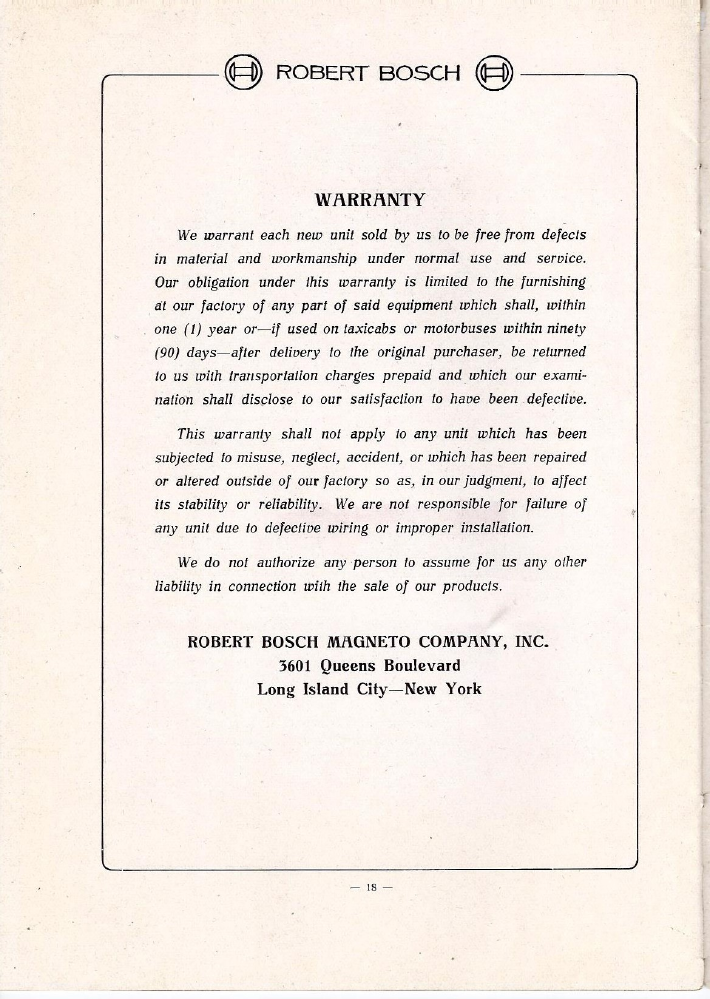 ROBERT BOSCH
WARRANTY
We warrant each new unit sold by us to be free from defects
in material and workmanship under normal use and service.
Our obligation under this warranty is limited to the furnishing
at our factory of any part of said equipment which shall, within
one (1) year or—if used on taxicabs or motorbuses within ninety
(90) days—after delivery to the original purchaser, be returned
to us with transportation charges prepaid and which our exami-
nation shall disclose to our satisfaction to have been defective.
This warranty shall not apply to any unit which has been
subjected to misuse, neglect, accident, or which has been repaired
or altered outside of our factory so as, in our judgment, to affect
its stability or reliability. We are not responsible for failure of
any unit due to defective wiring or improper installation.
We do not authorize any person to assume for us any other
liability in connection with the sale of our products.
ROBERT BOSCH MAGNETO COMPANY, INC.
3601 Queens Boulevard
Long Island City—New York
— 18 —